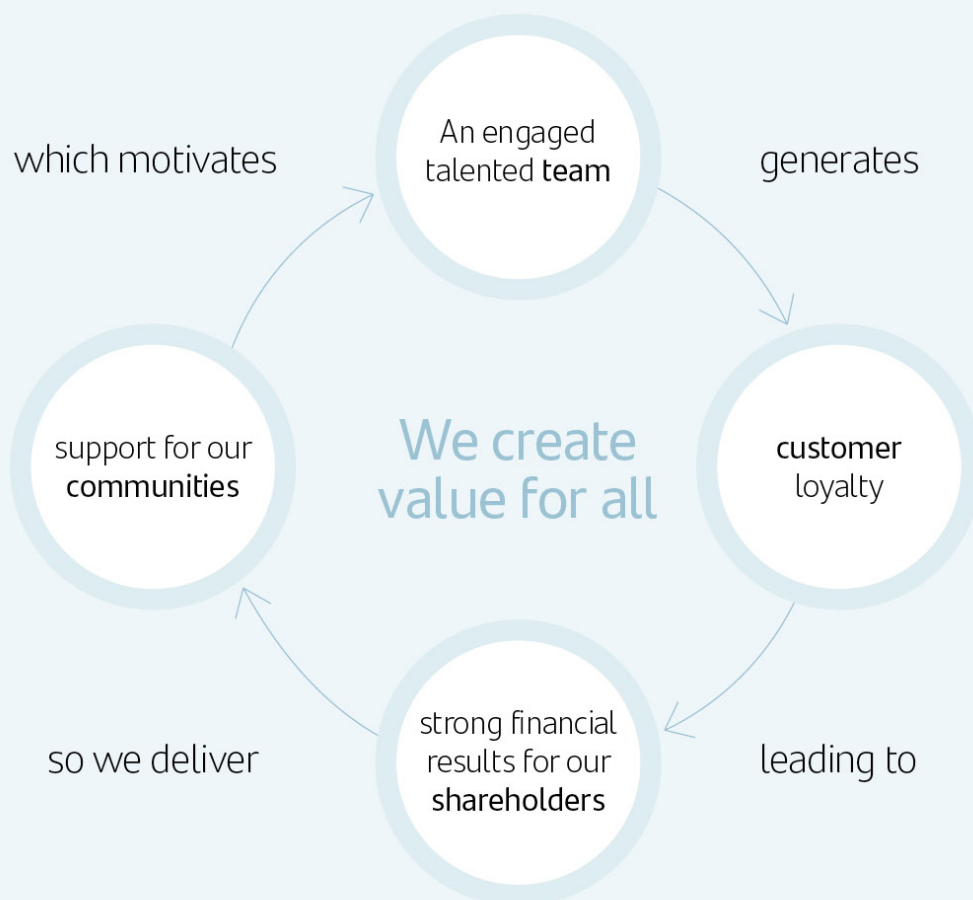 An engaged
talented team
generates
customer
loyalty
leading to
strong financial
results for our
shareholders
so we deliver
support for our
communities
which motivates
We create
value for all